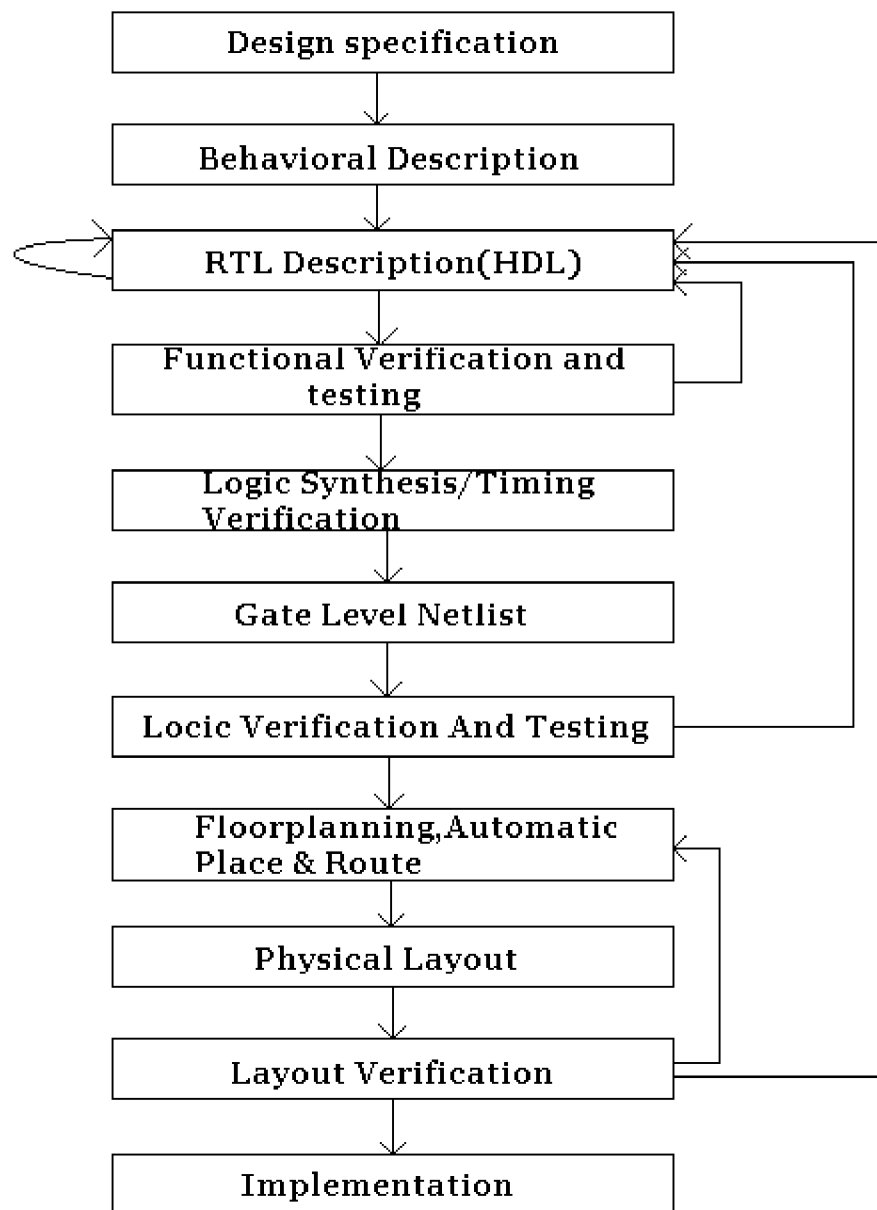 Design specification
Behavioral Description
RTL Description(HDL)
Functional Verification and
testing
Logic Synthesis/Timing
Verification
Gate Level Netlist
Locic Verification And Testing
Floorplanning,Automatic
Place & Route
Physical Layout
Layout Verification
Implementation